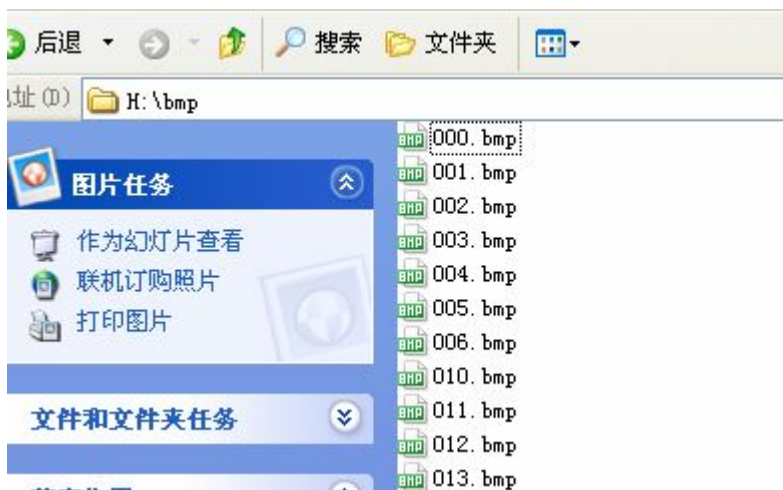 后退 搜索 文件夹
H:\bmp
图片任务
作为幻灯片查看
联机订购照片
打印图片
文件和文件夹任务
000.bmp
001.bmp
002.bmp
003.bmp
004.bmp
005.bmp
006.bmp
010.bmp
011.bmp
012.bmp
013.bmp